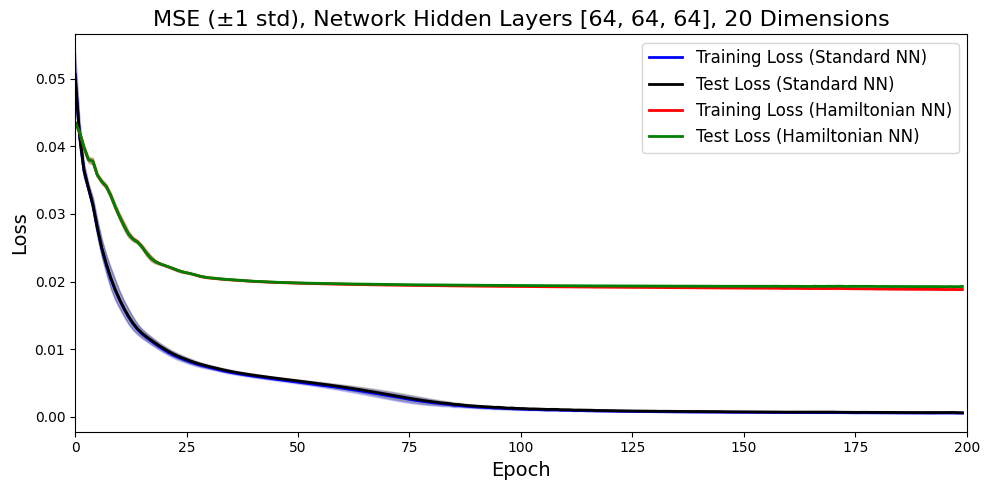 MSE (±1 std), Network Hidden Layers [64, 64, 64], 20 Dimensions
Training Loss (Standard NN)
Test Loss (Standard NN)
Training Loss (Hamiltonian NN)
Test Loss (Hamiltonian NN)
Loss
0.05
0.04
0.03
0.02
0.01
0.00
0
25
50
75
100
125
150
175
200
Epoch